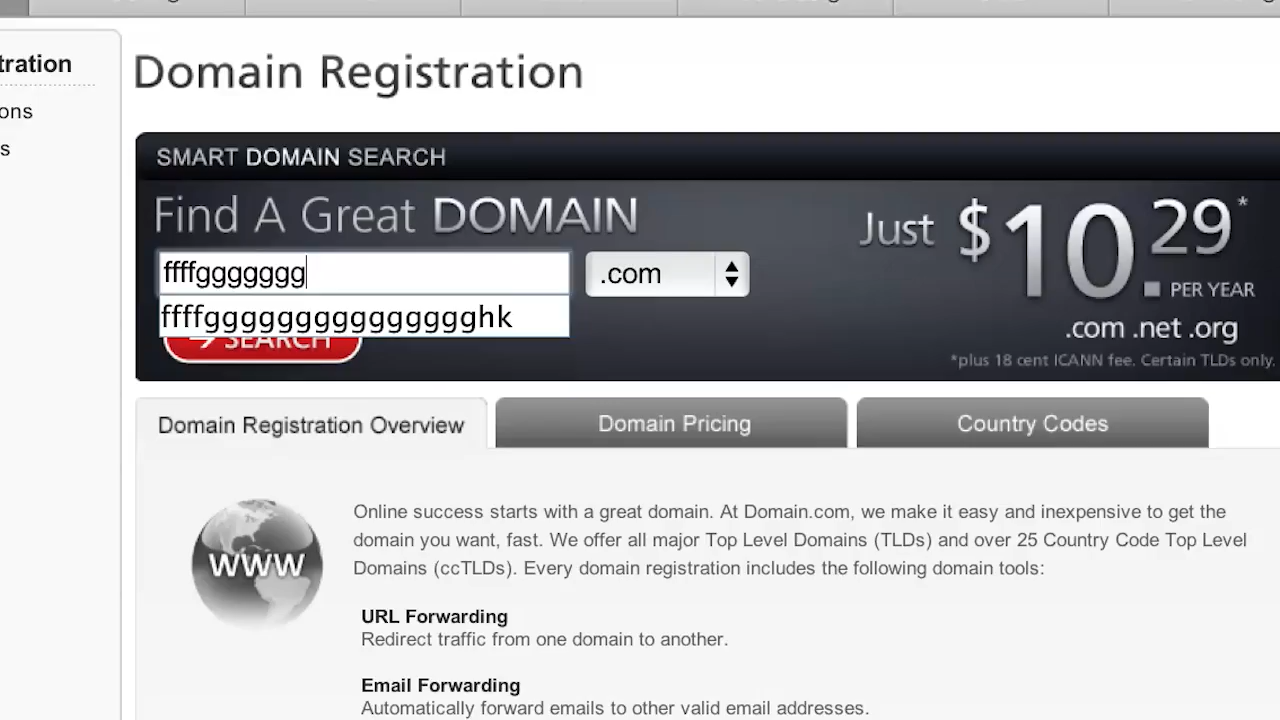 tration
ons
s
Domain Registration
SMART DOMAIN SEARCH
Find A Great DOMAIN
Just $10 29*
PER YEAR
.com .net .org
*plus 18 cent ICANN fee. Certain TLDs only.
ffffggggggg
.com
ffffggggggggggggggghk
SEARCH
Domain Registration Overview
Domain Pricing
Country Codes
WWW
Online success starts with a great domain. At Domain.com, we make it easy and inexpensive to get the
domain you want, fast. We offer all major Top Level Domains (TLDs) and over 25 Country Code Top Level
Domains (ccTLDs). Every domain registration includes the following domain tools:
URL Forwarding
Redirect traffic from one domain to another.
Email Forwarding
Automatically forward emails to other valid email addresses.